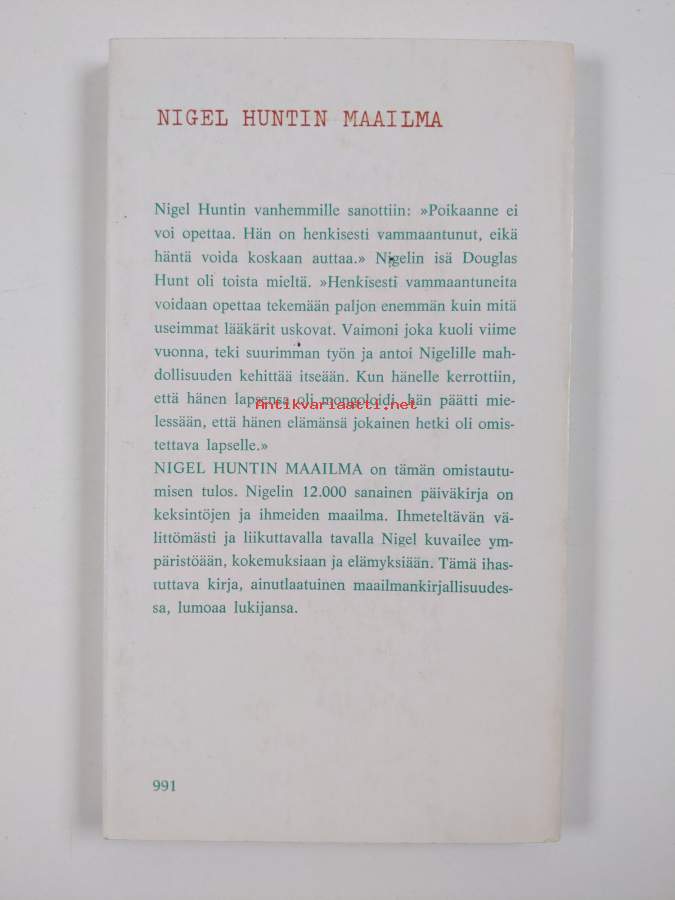 NIGEL HUNTIN MAAILMA
Nigel Huntin vanhemmille sanottiin: »Poikaanne ei
voi opettaa. Hän on henkisesti vammaantunut, eikä
häntä voida koskaan auttaa.» Nigelin isä Douglas
Hunt oli toista mieltä. »Henkisesti vammaantuneita
voidaan opettaa tekemään paljon enemmän kuin mitä
useimmat lääkärit uskovat. Vaimoni joka kuoli viime
vuonna, teki suurimman työn ja antoi Nigelille mah-
dollisuuden kehittää itseään. Kun hänelle kerrottiin,
että hänen lapsensa oli mongoloidi, hän päätti mie-
Antikvariaatti.net
lessään, että hänen elämänsä jokainen hetki oli omis-
tettava lapselle.»
NIGEL HUNTIN MAAILMA on tämän omistautu-
misen tulos. Nigelin 12.000 sanainen päiväkirja on
keksintöjen ja ihmeiden maailma. Ihmeteltävän vä-
littömästi ja liikuttavalla tavalla Nigel kuvailee ym-
päristöään, kokemuksiaan ja elämyksiään. Tämä ihas-
tuttava kirja, ainutlaatuinen maailmankirjallisuudes-
sa, lumoaa lukijansa.
991